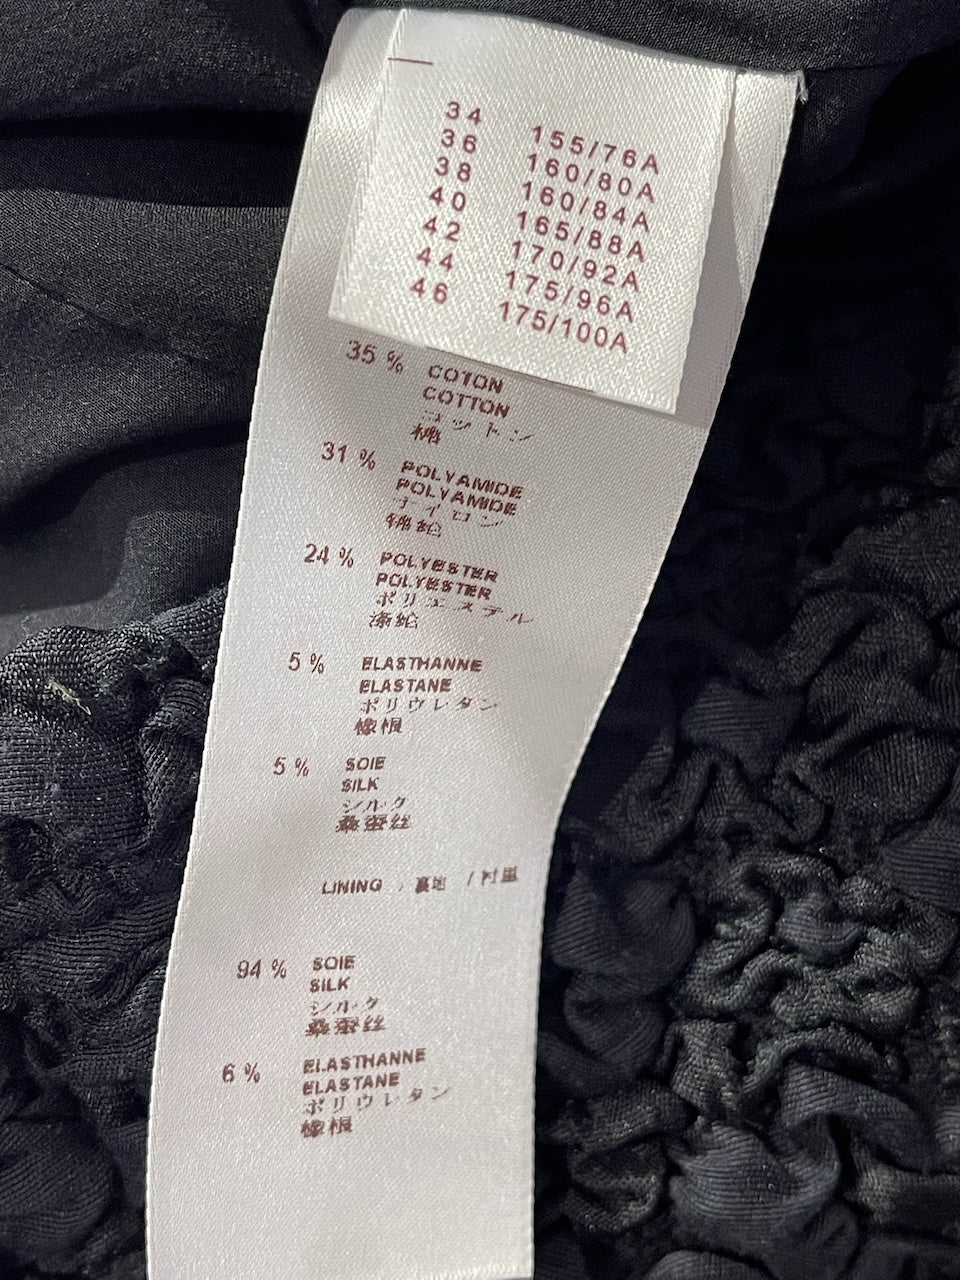 34 155/76A
36 160/80A
38 160/84A
40 165/88A
42 170/92A
44 175/96A
46 175/100A
35 % COTON
COTTON
コットン
棉
31 % POLYAMIDE
POLYAMIDE
ナイロン
锦纶
24 % POLYESTER
POLYESTER
ポリエステル
涤纶
5 % ELASTHANNE
ELASTANE
ポリウレタン
橡根
5 % SOIE
SILK
シルク
桑蚕丝
LINING / 裏地 / 衬里
94 % SOIE
SILK
シルク
桑蚕丝
6 % ELASTHANNE
ELASTANE
ポリウレタン
橡根